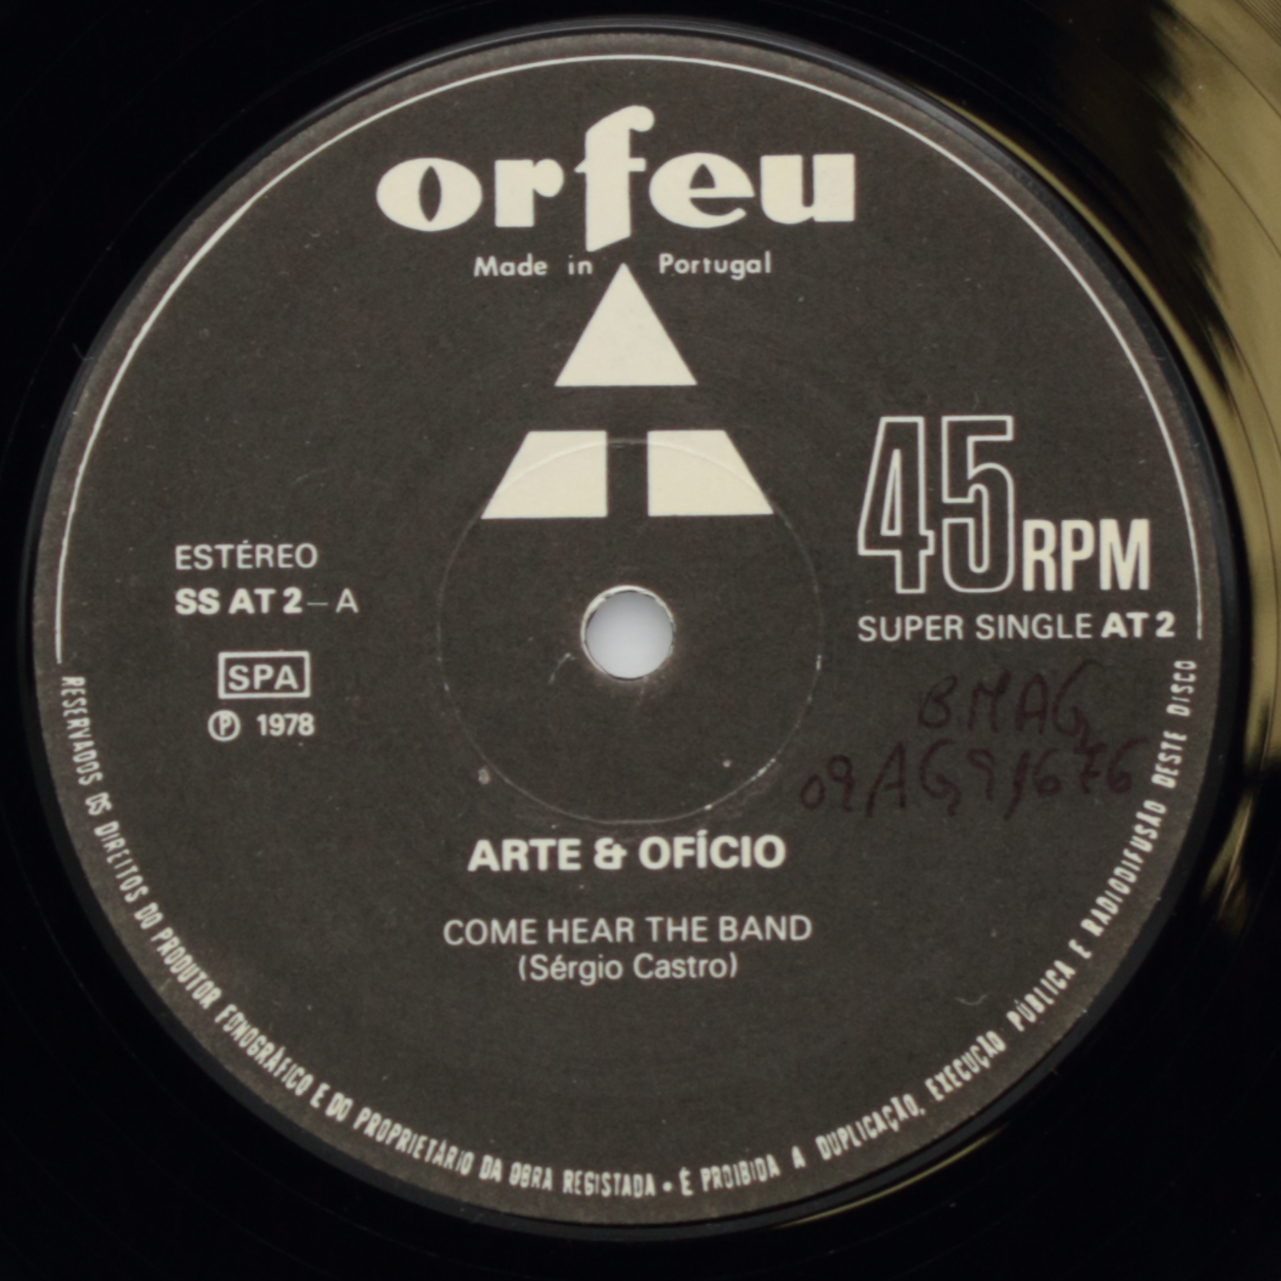 orfeu
Made in Portugal
45 RPM
SUPER SINGLE AT 2
ESTÉREO
SS AT 2 – A
SPA
Ⓟ 1978
BMAG
09AG91676
ARTE & OFÍCIO
COME HEAR THE BAND
(Sérgio Castro)
RESERVADOS OS DIREITOS DO PRODUTOR FONOGRÁFICO E DO PROPRIETÁRIO DA OBRA REGISTADA • É PROIBIDA A DUPLICAÇÃO, EXECUÇÃO PÚBLICA E RADIODIFUSÃO DESTE DISCO